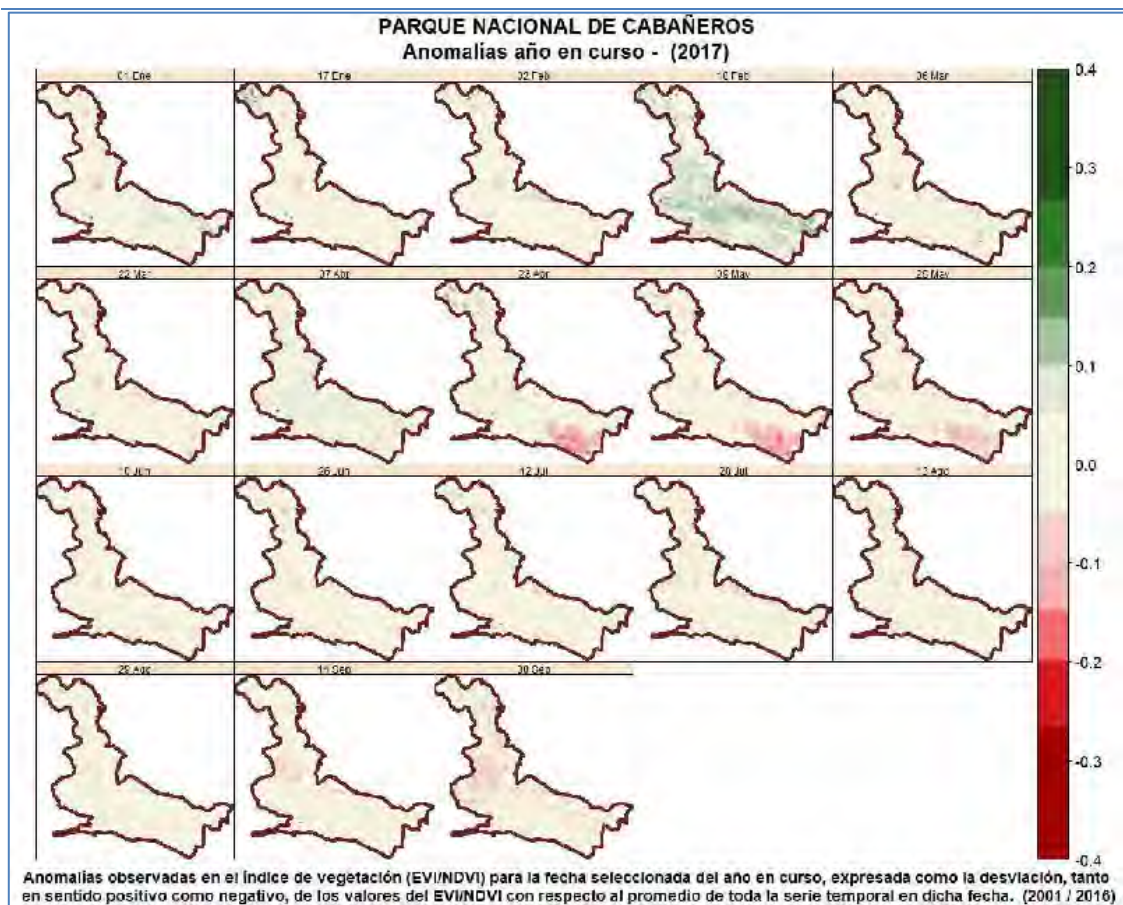 PARQUE NACIONAL DE CABAÑEROS
Anomalías año en curso - (2017)
01 Ene 17 Ene 02 Feb 18 Feb 06 Mar
22 Mar 07 Abr 23 Abr 09 May 25 May
10 Jun 26 Jun 12 Jul 28 Jul 13 Ago
29 Ago 14 Sep 30 Sep
0.4
0.3
0.2
0.1
0.0
-0.1
-0.2
-0.3
-0.4
Anomalías observadas en el índice de vegetación (EVI/NDVI) para la fecha seleccionada del año en curso, expresada como la desviación, tanto
en sentido positivo como negativo, de los valores del EVI/NDVI con respecto al promedio de toda la serie temporal en dicha fecha. (2001 / 2016)